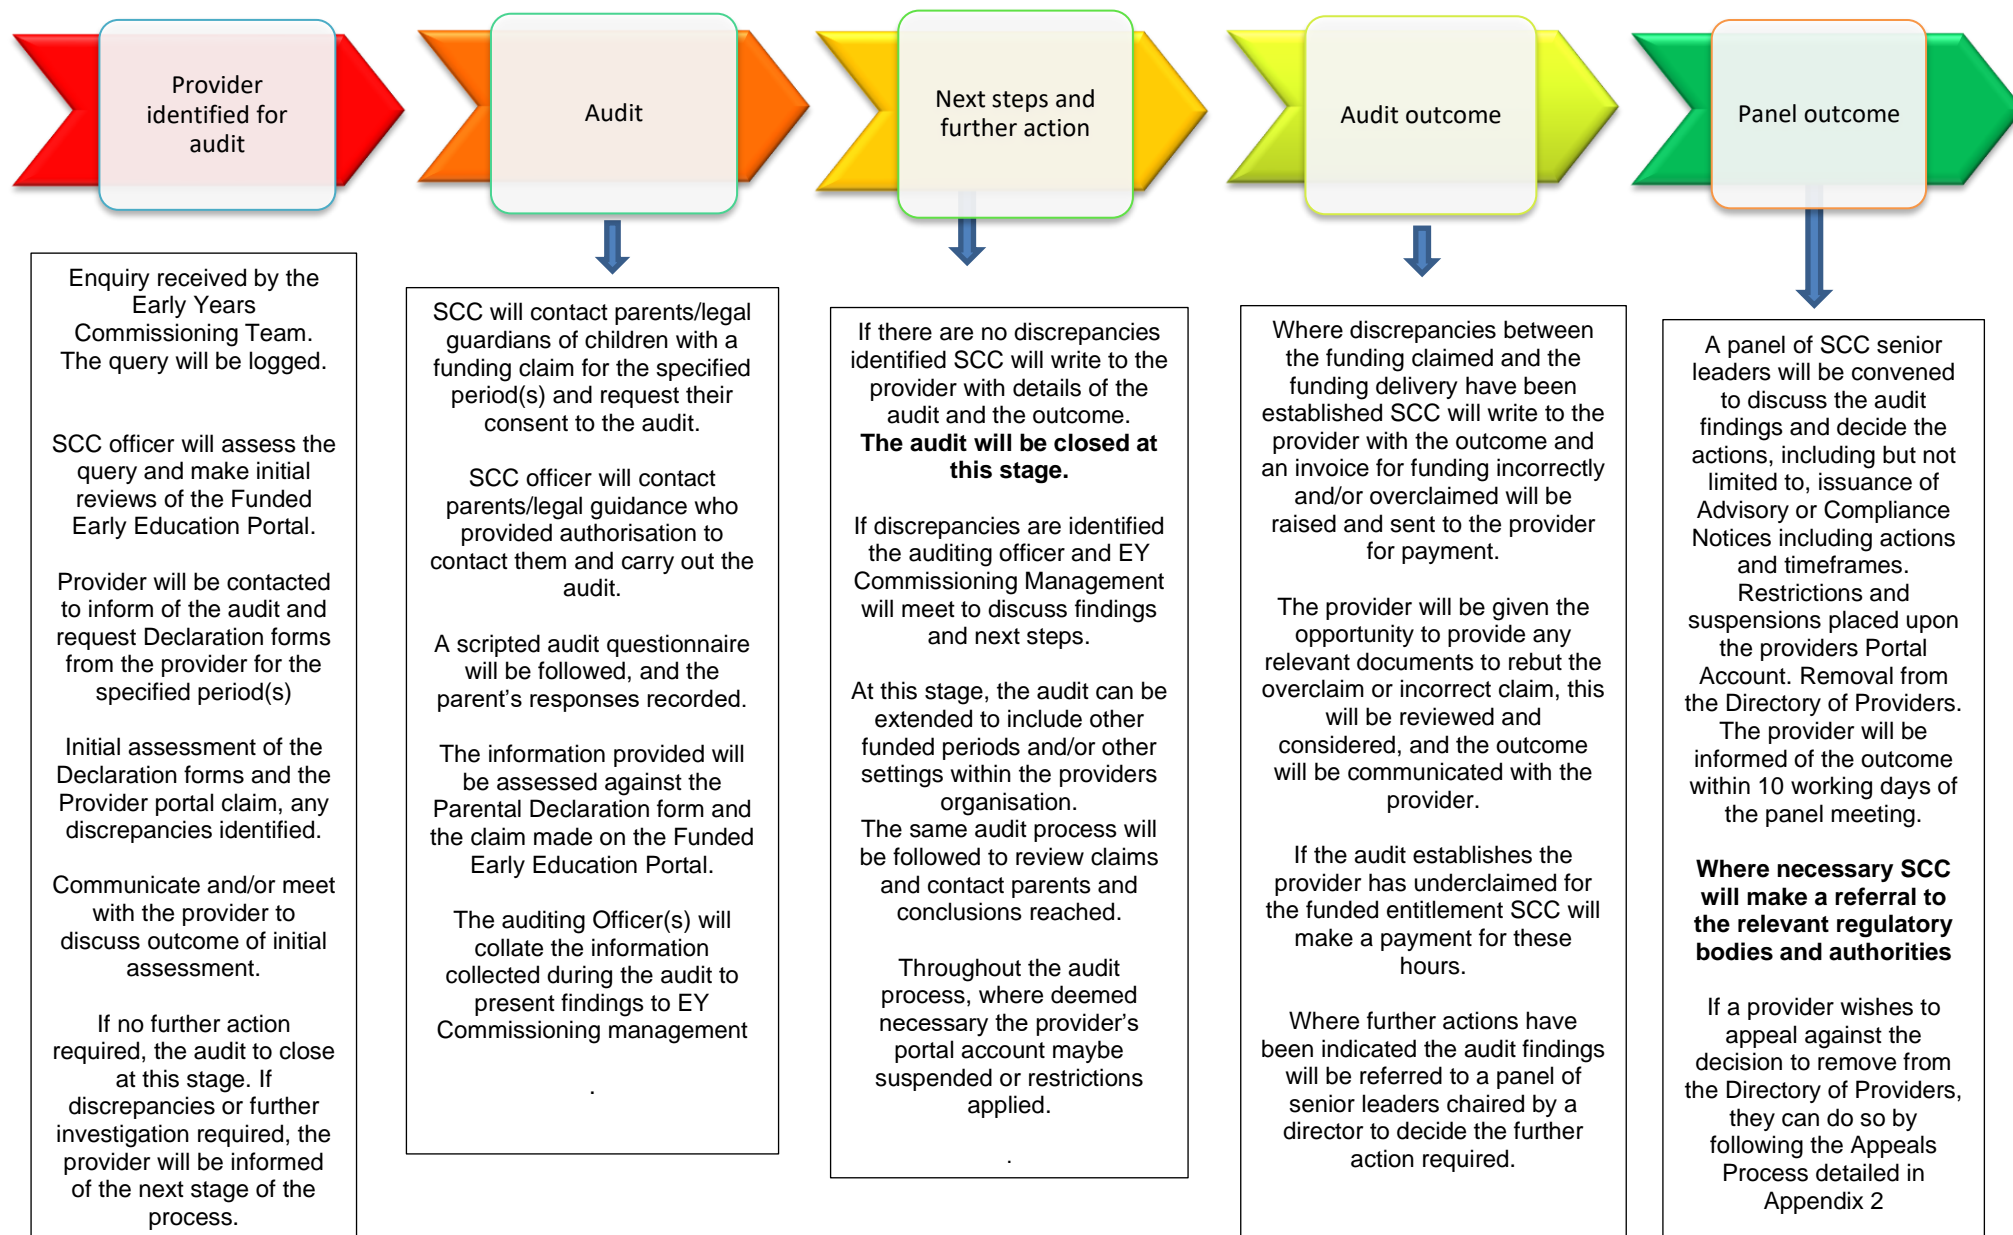 Provider
identified for
audit
Audit
Next steps and
further action
Audit outcome
Panel outcome
Enquiry received by the
Early Years
Commissioning Team.
The query will be logged.
SCC officer will assess the
query and make initial
reviews of the Funded
Early Education Portal.
Provider will be contacted
to inform of the audit and
request Declaration forms
from the provider for the
specified period(s)
Initial assessment of the
Declaration forms and the
Provider portal claim, any
discrepancies identified.
Communicate and/or meet
with the provider to
discuss outcome of initial
assessment.
If no further action
required, the audit to close
at this stage. If
discrepancies or further
investigation required, the
provider will be informed
of the next stage of the
process.
SCC will contact parents/legal
guardians of children with a
funding claim for the specified
period(s) and request their
consent to the audit.
SCC officer will contact
parents/legal guidance who
provided authorisation to
contact them and carry out the
audit.
A scripted audit questionnaire
will be followed, and the
parent's responses recorded.
The information provided will
be assessed against the
Parental Declaration form and
the claim made on the Funded
Early Education Portal.
The auditing Officer(s) will
collate the information
collected during the audit to
present findings to EY
Commissioning management
.
If there are no discrepancies
identified SCC will write to the
provider with details of the
audit and the outcome.
The audit will be closed at
this stage.
If discrepancies are identified
the auditing officer and EY
Commissioning Management
will meet to discuss findings
and next steps.
At this stage, the audit can be
extended to include other
funded periods and/or other
settings within the providers
organisation.
The same audit process will
be followed to review claims
and contact parents and
conclusions reached.
Throughout the audit
process, where deemed
necessary the provider's
portal account maybe
suspended or restrictions
applied.
.
Where discrepancies between
the funding claimed and the
funding delivery have been
established SCC will write to the
provider with the outcome and
an invoice for funding incorrectly
and/or overclaimed will be
raised and sent to the provider
for payment.
The provider will be given the
opportunity to provide any
relevant documents to rebut the
overclaim or incorrect claim, this
will be reviewed and
considered, and the outcome
will be communicated with the
provider.
If the audit establishes the
provider has underclaimed for
the funded entitlement SCC will
make a payment for these
hours.
Where further actions have
been indicated the audit findings
will be referred to a panel of
senior leaders chaired by a
director to decide the further
action required.
A panel of SCC senior
leaders will be convened
to discuss the audit
findings and decide the
actions, including but not
limited to, issuance of
Advisory or Compliance
Notices including actions
and timeframes.
Restrictions and
suspensions placed upon
the providers Portal
Account. Removal from
the Directory of Providers.
The provider will be
informed of the outcome
within 10 working days of
the panel meeting.
Where necessary SCC
will make a referral to
the relevant regulatory
bodies and authorities
If a provider wishes to
appeal against the
decision to remove from
the Directory of Providers,
they can do so by
following the Appeals
Process detailed in
Appendix 2